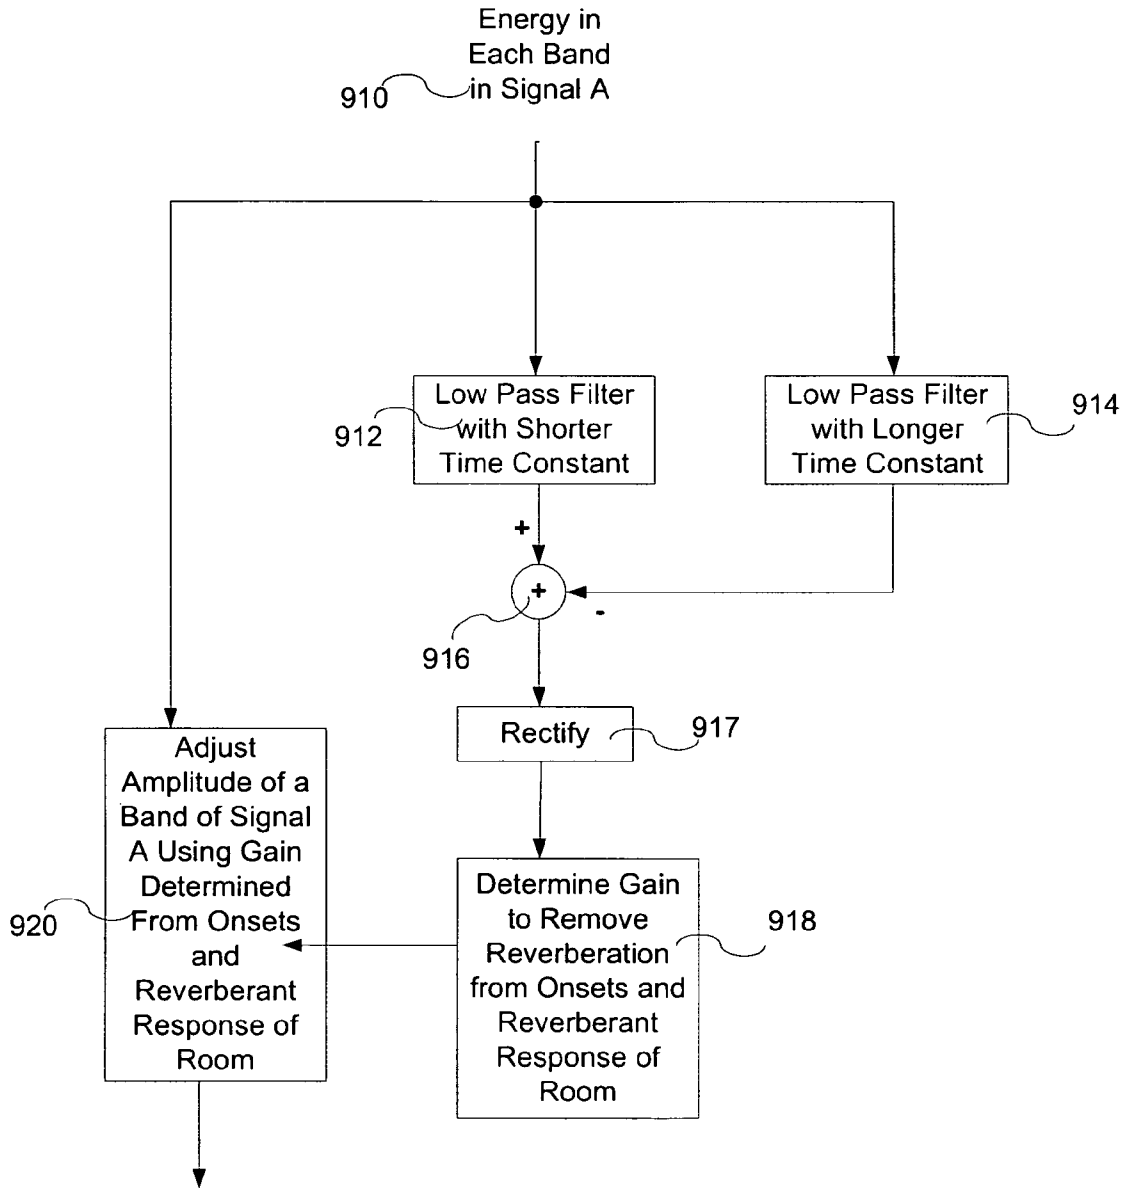 Energy in
Each Band
in Signal A
910
Low Pass Filter
with Shorter
Time Constant
912
Low Pass Filter
with Longer
Time Constant
914
+
+
-
916
Rectify
917
Adjust
Amplitude of a
Band of Signal
A Using Gain
Determined
From Onsets
and
Reverberant
Response of
Room
920
Determine Gain
to Remove
Reverberation
from Onsets and
Reverberant
Response of
Room
918